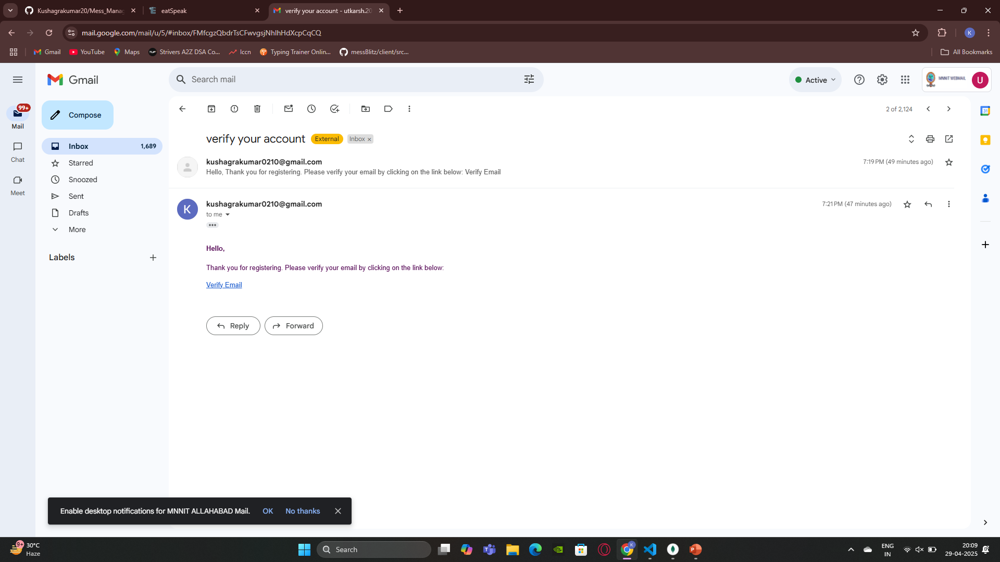 Kushagrakumar20/Mess_Manag
eatSpeak
verify your account - utkarsh.20
mail.google.com/mail/u/5/#inbox/FMfcgzQbdrTsCFwvgsjNhlhHdXcpCqCQ
K
Gmail
YouTube
Maps
Strivers A2Z DSA Co...
lccn
Typing Trainer Onlin...
messBlitz/client/src...
All Bookmarks
Gmail
Search mail
Active
MNNIT WEBMAIL
U
99+
Mail
Chat
Meet
Compose
Inbox 1,689
Starred
Snoozed
Sent
Drafts
More
Labels
2 of 2,124
verify your account External Inbox ×
kushagrakumar0210@gmail.com 7:19 PM (49 minutes ago)
Hello, Thank you for registering. Please verify your email by clicking on the link below: Verify Email
K
kushagrakumar0210@gmail.com 7:21 PM (47 minutes ago)
to me
Hello,
Thank you for registering. Please verify your email by clicking on the link below:
Verify Email
Reply
Forward
31
Enable desktop notifications for MNNIT ALLAHABAD Mail. OK No thanks
9+
30°C
Haze
Search
ENG
IN
20:09
29-04-2025